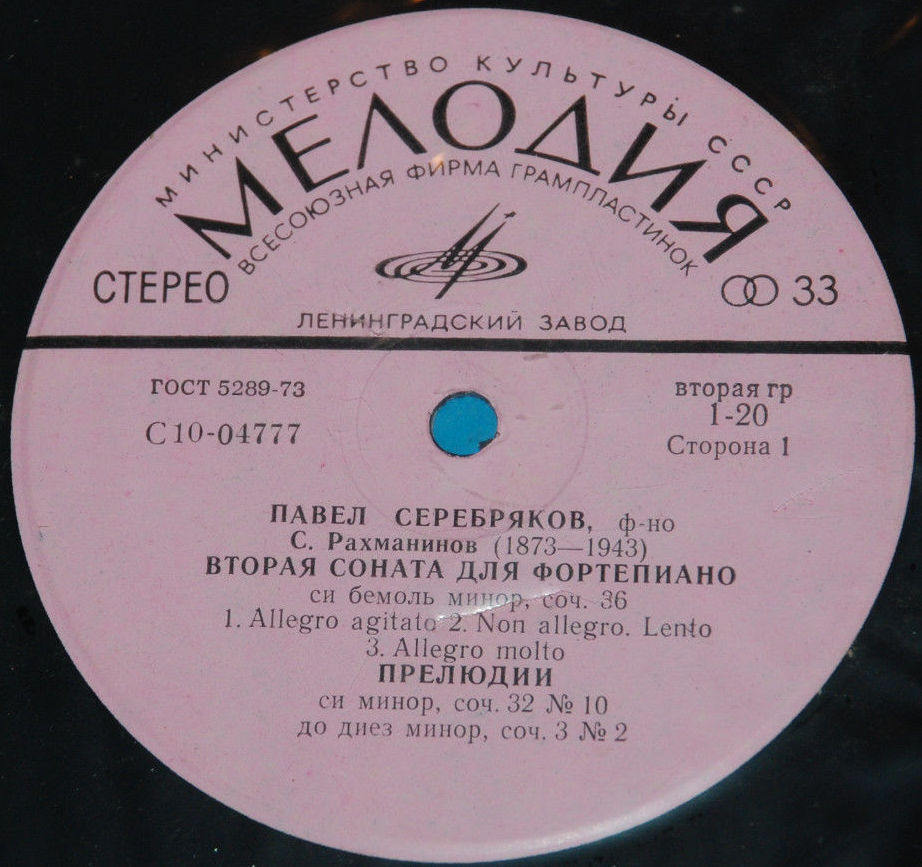 МИНИСТЕРСТВО КУЛЬТУРЫ СССР
МЕЛОДИЯ
ВСЕСОЮЗНАЯ ФИРМА ГРАМПЛАСТИНОК
СТЕРЕО
33
ЛЕНИНГРАДСКИЙ ЗАВОД
ГОСТ 5289-73
С10-04777
вторая гр
1-20
Сторона 1
ПАВЕЛ СЕРЕБРЯКОВ, ф-но
С. Рахманинов (1873—1943)
ВТОРАЯ СОНАТА ДЛЯ ФОРТЕПИАНО
си бемоль минор, соч. 36
1. Allegro agitato 2. Non allegro. Lento
3. Allegro molto
ПРЕЛЮДИИ
си минор, соч. 32 № 10
до диез минор, соч. 3 № 2